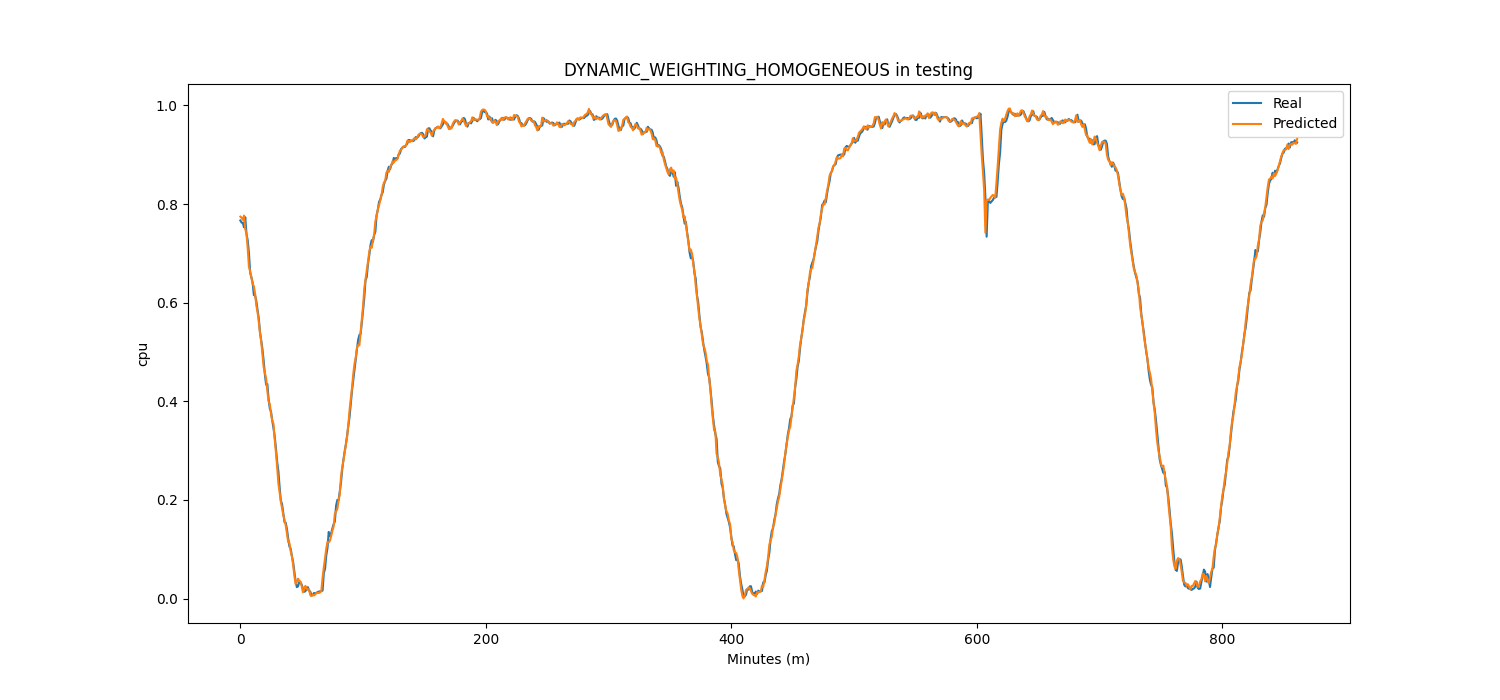 DYNAMIC_WEIGHTING_HOMOGENEOUS in testing
Real
Predicted
1.0
0.8
0.6
0.4
0.2
0.0
cpu
0 200 400 600 800
Minutes (m)